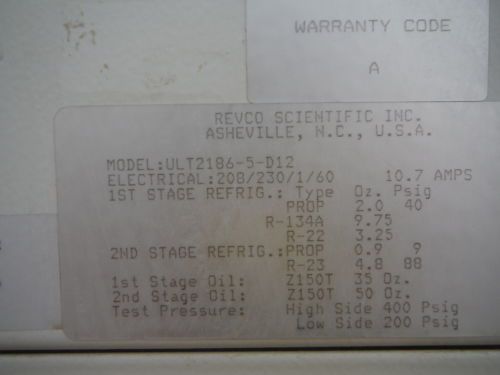 WARRANTY CODE
A
REVCO SCIENTIFIC INC.
ASHEVILLE, N.C., U.S.A.
MODEL:ULT2186-5-D12
ELECTRICAL:208/230/1/60 10.7 AMPS
1ST STAGE REFRIG.: Type Oz. Psig
PROP 2.0 40
R-134A 9.75
R-22 3.25
2ND STAGE REFRIG.:PROP 0.9 9
R-23 4.8 88
1st Stage Oil: Z150T 35 Oz.
2nd Stage Oil: Z150T 50 Oz.
Test Pressure: High Side 400 Psig
Low Side 200 Psig